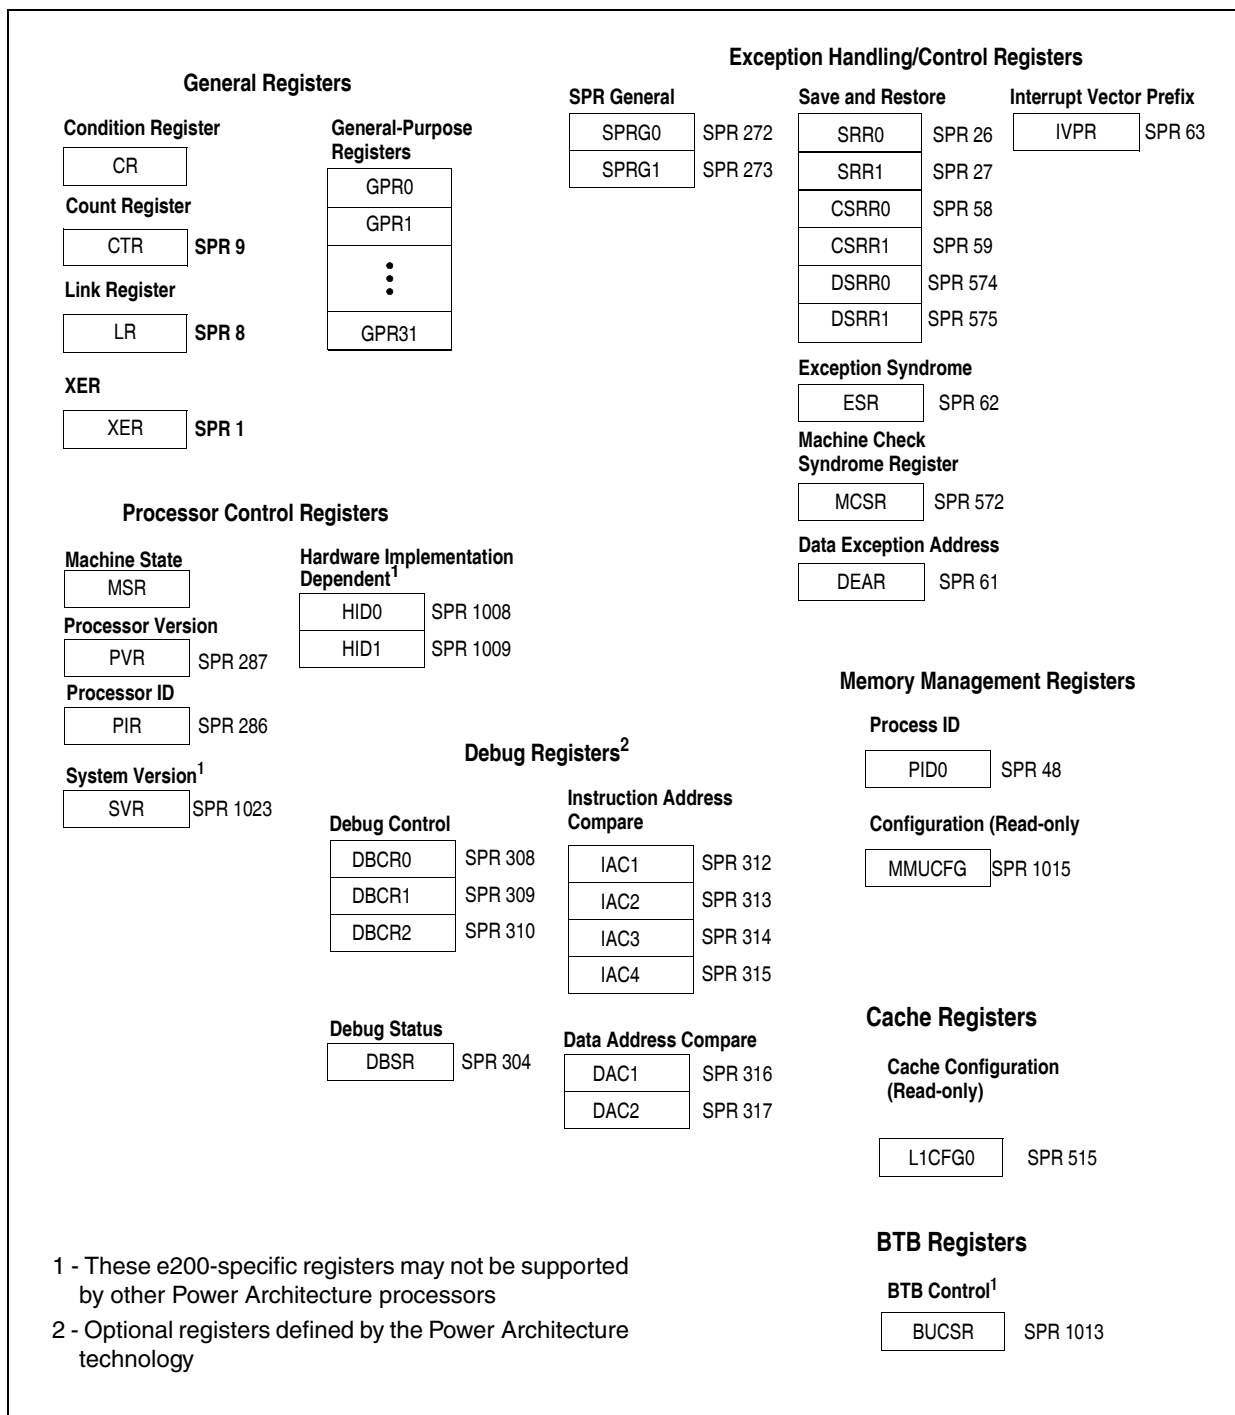 General Registers
Condition Register
CR
Count Register
CTR SPR 9
Link Register
LR SPR 8
XER
XER SPR 1
General-Purpose
Registers
GPR0
GPR1
GPR31
Exception Handling/Control Registers
SPR General
SPRG0 SPR 272
SPRG1 SPR 273
Save and Restore
SRR0 SPR 26
SRR1 SPR 27
CSRR0 SPR 58
CSRR1 SPR 59
DSRR0 SPR 574
DSRR1 SPR 575
Interrupt Vector Prefix
IVPR SPR 63
Exception Syndrome
ESR SPR 62
Machine Check
Syndrome Register
MCSR SPR 572
Data Exception Address
DEAR SPR 61
Processor Control Registers
Machine State
MSR
Processor Version
PVR SPR 287
Processor ID
PIR SPR 286
System Version1
SVR SPR 1023
Hardware Implementation
Dependent1
HID0 SPR 1008
HID1 SPR 1009
Debug Registers2
Debug Control
DBCR0 SPR 308
DBCR1 SPR 309
DBCR2 SPR 310
Debug Status
DBSR SPR 304
Instruction Address
Compare
IAC1 SPR 312
IAC2 SPR 313
IAC3 SPR 314
IAC4 SPR 315
Data Address Compare
DAC1 SPR 316
DAC2 SPR 317
Memory Management Registers
Process ID
PID0 SPR 48
Configuration (Read-only
MMUCFG SPR 1015
Cache Registers
Cache Configuration
(Read-only)
L1CFG0 SPR 515
BTB Registers
BTB Control1
BUCSR SPR 1013
1 - These e200-specific registers may not be supported
by other Power Architecture processors
2 - Optional registers defined by the Power Architecture
technology